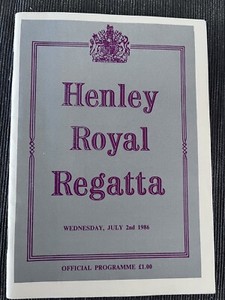 Henley
Royal
Regatta
WEDNESDAY, JULY 2nd 1986
OFFICIAL PROGRAMME £1.00